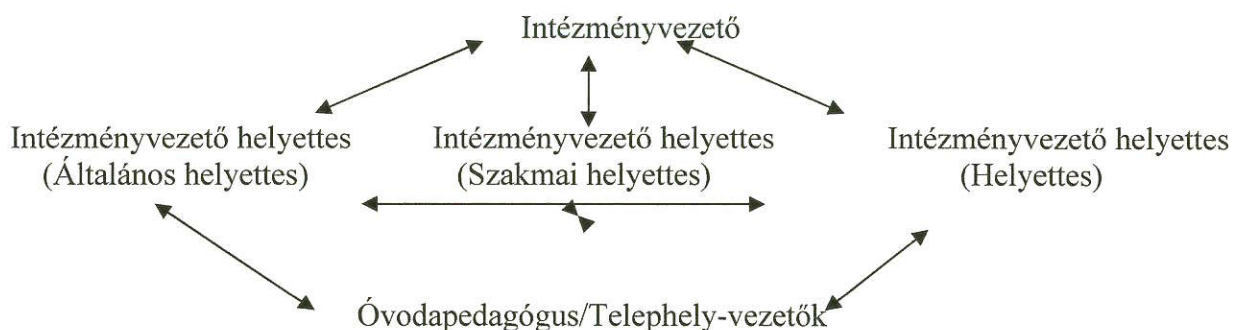 Intézményvezető
Intézményvezető helyettes
(Általános helyettes)
Intézményvezető helyettes
(Szakmai helyettes)
Intézményvezető helyettes
(Helyettes)
Óvodapedagógus/Telephely-vezetők